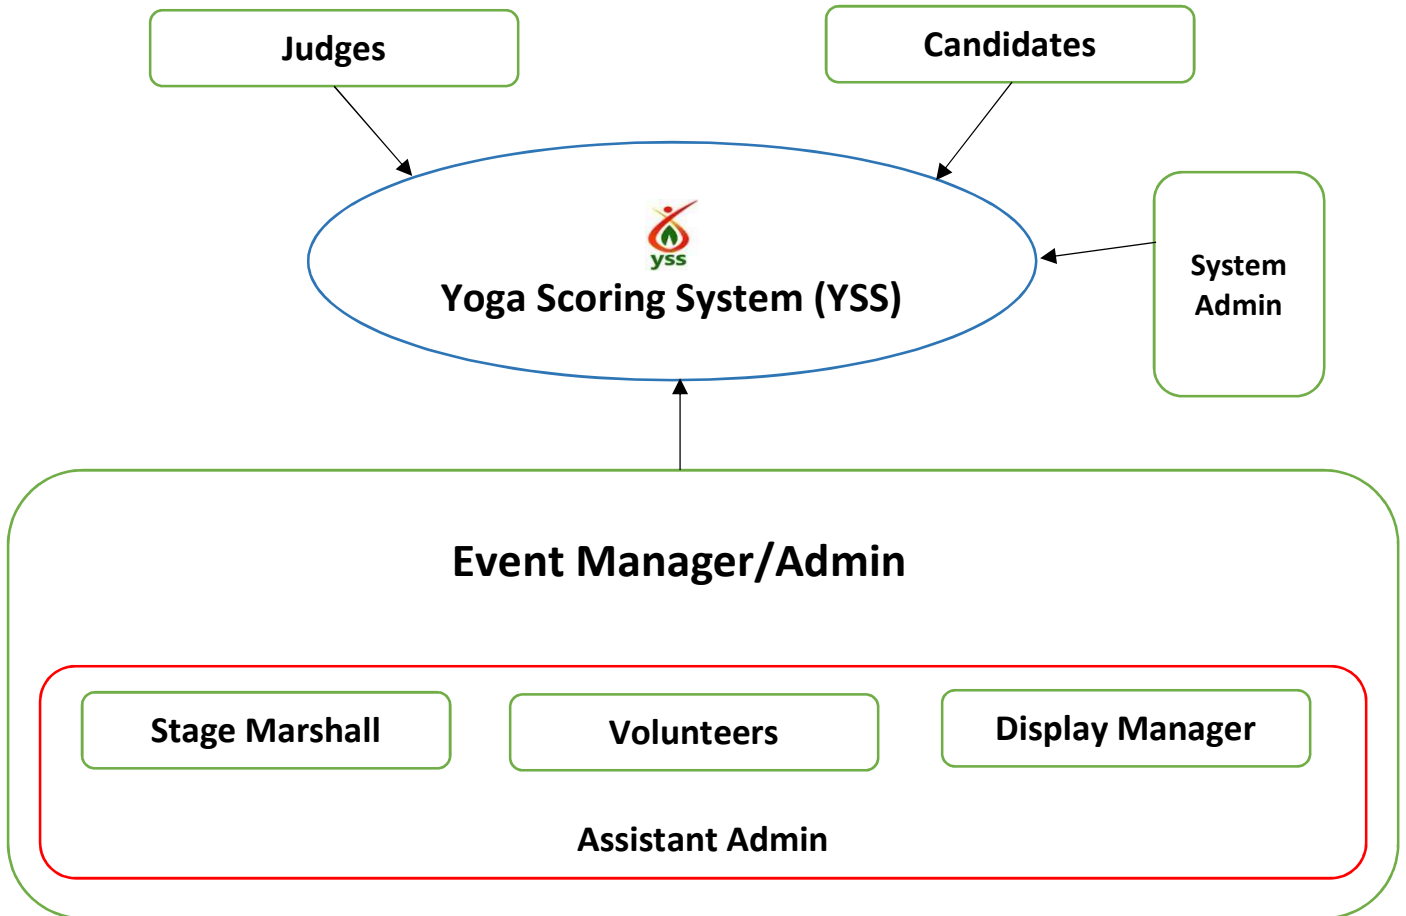 Judges
Candidates
yss
Yoga Scoring System (YSS)
System
Admin
Event Manager/Admin
Stage Marshall
Volunteers
Display Manager
Assistant Admin